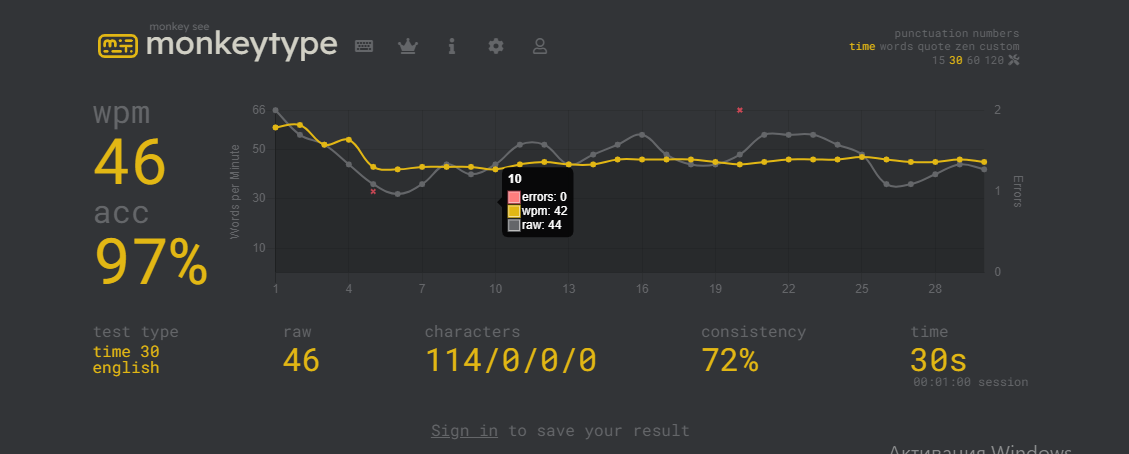 monkey see
monkeytype
punctuation numbers
time words quote zen custom
15 30 60 120
wpm
46
acc
97%
Words per Minute
66
50
30
10
1 4 7 10 13 16 19 22 25 28
2
1
0
Errors
10
errors: 0
wpm: 42
raw: 44
test type
time 30
english
raw
46
characters
114/0/0/0
consistency
72%
time
30s
00:01:00 session
Sign in to save your result
Активация Windows